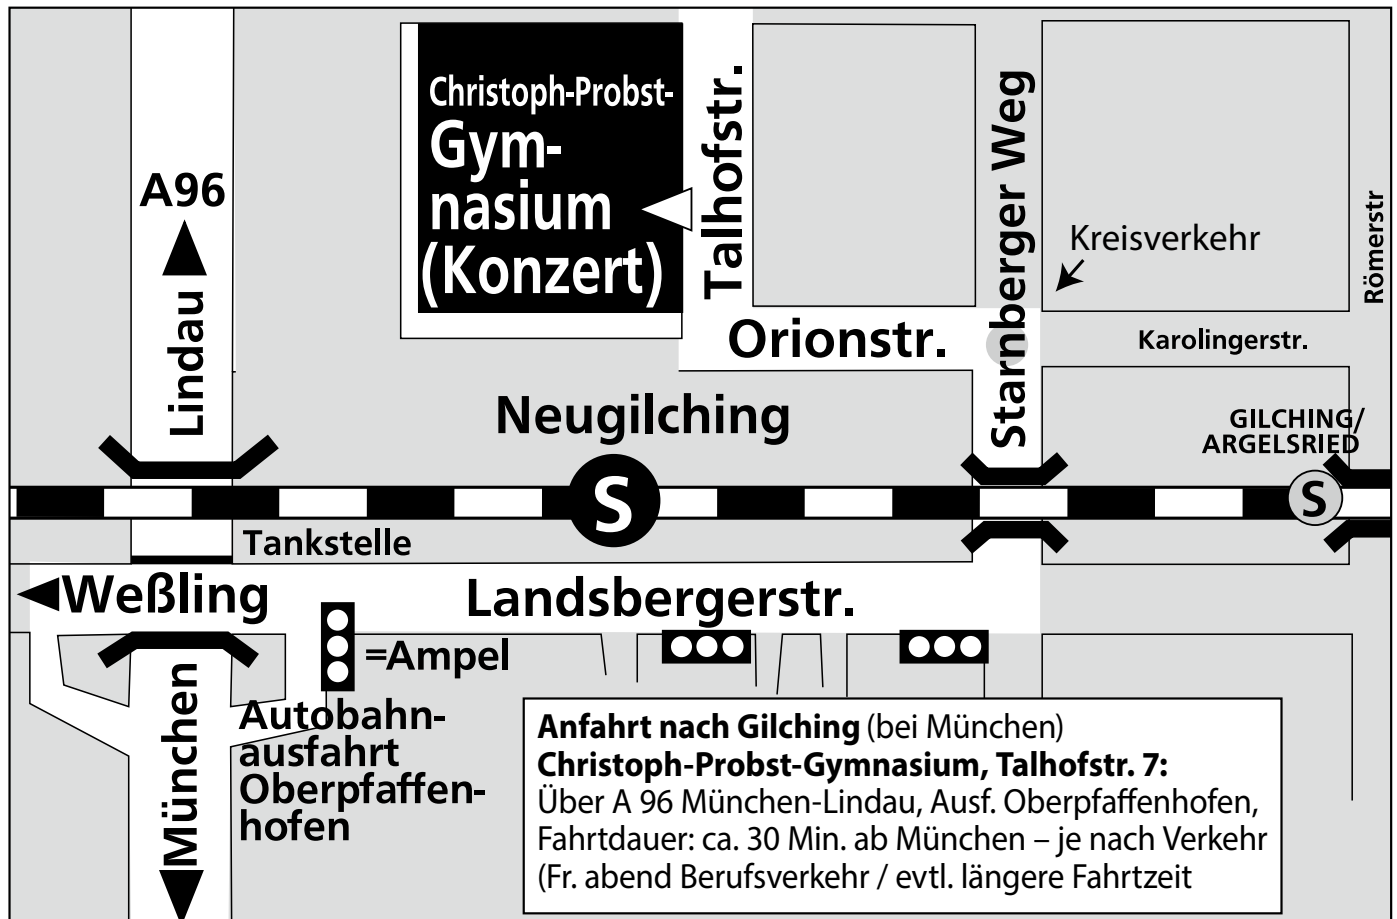 Christoph-Probst-
Gym-
nasium
(Konzert)
Talhofstr.
Starnberger Weg
A96
Lindau
Kreisverkehr
Römerstr
Orionstr.
Karolingerstr.
Neugilching
GILCHING/
ARGELSRIED
S
S
Tankstelle
Weßling
Landsbergerstr.
=Ampel
München
Autobahn-
ausfahrt
Oberpfaffen-
hofen
Anfahrt nach Gilching (bei München)
Christoph-Probst-Gymnasium, Talhofstr. 7:
Über A 96 München-Lindau, Ausf. Oberpfaffenhofen,
Fahrtdauer: ca. 30 Min. ab München – je nach Verkehr
(Fr. abend Berufsverkehr / evtl. längere Fahrtzeit